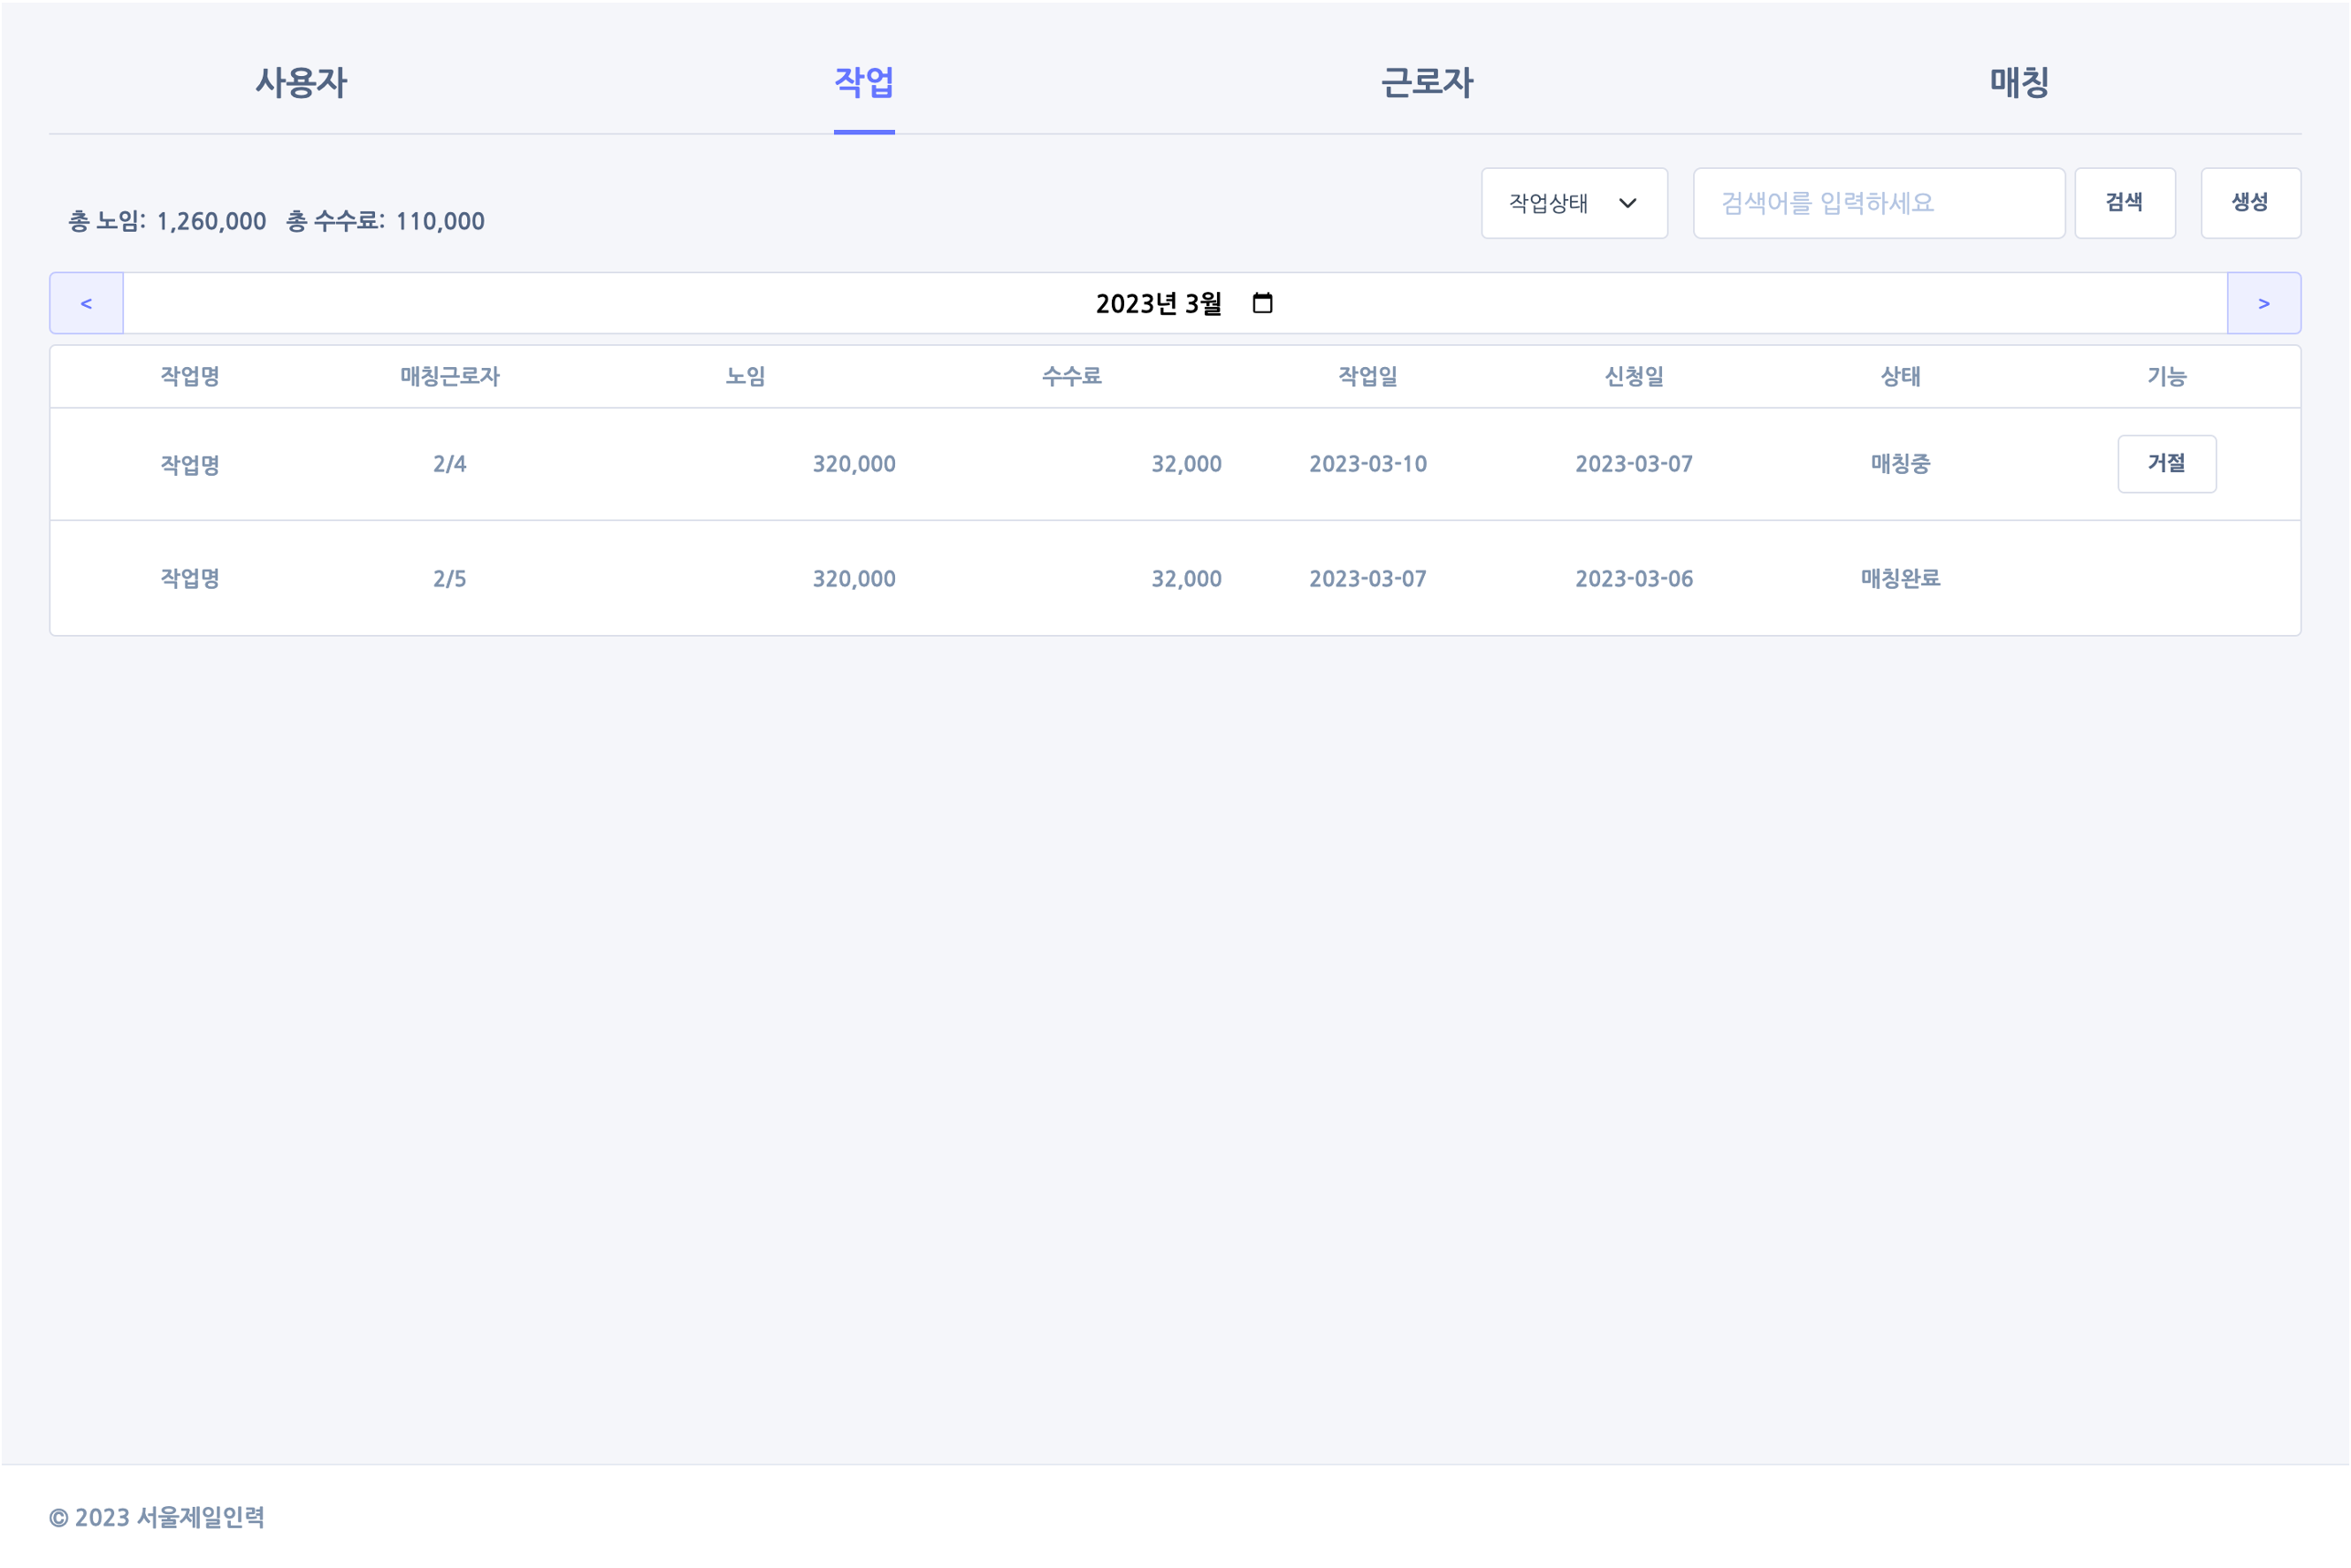 사용자 작업 근로자 매칭
총 노임: 1,260,000 총 수수료: 110,000 작업상태 검색어를 입력하세요 검색 생성
< 2023년 3월 >
작업명 매칭근로자 노임 수수료 작업일 신청일 상태 기능
작업명 2/4 320,000 32,000 2023-03-10 2023-03-07 매칭중 거절
작업명 2/5 320,000 32,000 2023-03-07 2023-03-06 매칭완료
© 2023 서울제일인력